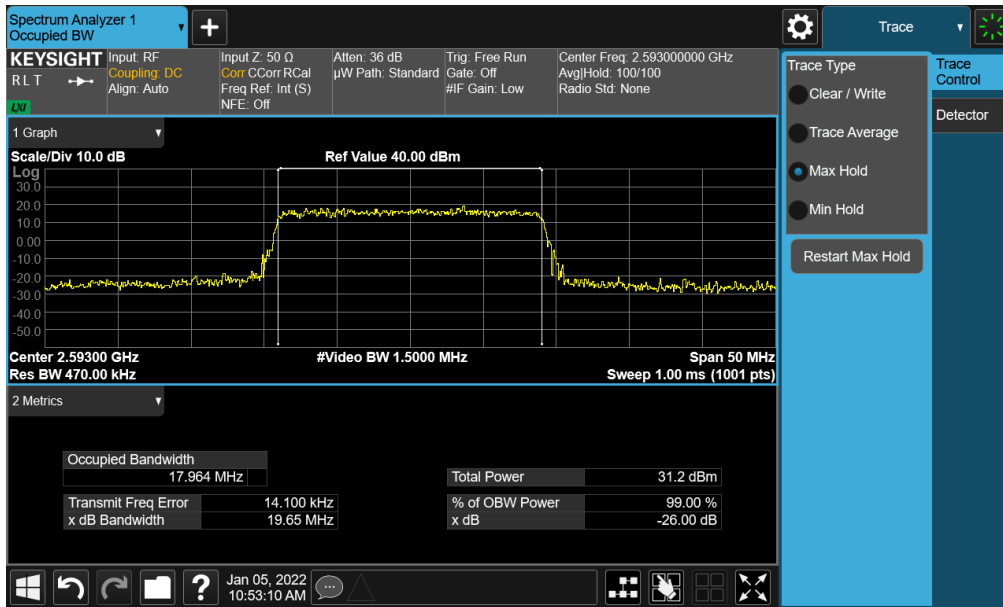 Spectrum Analyzer 1
Occupied BW
+
Trace
KEYSIGHT
R L T
LXI
Input: RF
Coupling: DC
Align: Auto
Input Z: 50 Ω
Corr CCorr RCal
Freq Ref: Int (S)
NFE: Off
Atten: 36 dB
µW Path: Standard
Trig: Free Run
Gate: Off
#IF Gain: Low
Center Freq: 2.593000000 GHz
Avg|Hold: 100/100
Radio Std: None
Trace Type
Clear / Write
Trace Average
Max Hold
Min Hold
Restart Max Hold
Trace
Control
Detector
1 Graph
Scale/Div 10.0 dB
Ref Value 40.00 dBm
Log
30.0
20.0
10.0
0.00
-10.0
-20.0
-30.0
-40.0
-50.0
Center 2.59300 GHz
#Video BW 1.5000 MHz
Span 50 MHz
Res BW 470.00 kHz
Sweep 1.00 ms (1001 pts)
2 Metrics
Occupied Bandwidth
17.964 MHz
Total Power 31.2 dBm
Transmit Freq Error 14.100 kHz
% of OBW Power 99.00 %
x dB Bandwidth 19.65 MHz
x dB -26.00 dB
?
Jan 05, 2022
10:53:10 AM